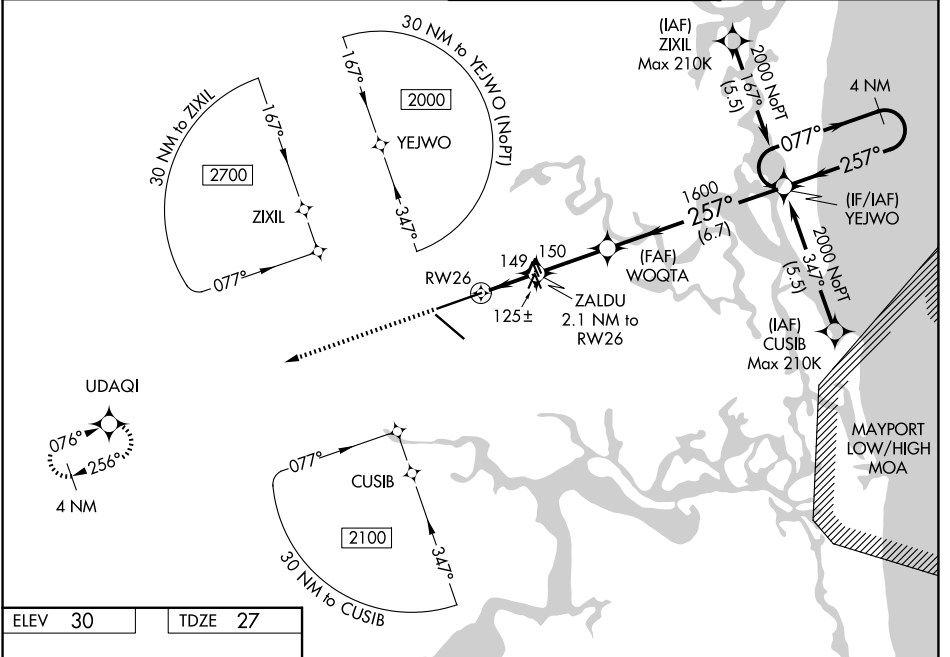 30 NM to ZIXIL
167°
2700
ZIXIL
077°
30 NM to YEJWO (NoPT)
167°
2000
YEJWO
347°
(IAF)
ZIXIL
Max 210K
2000 NoPT
167°
(5.5)
4 NM
077°
257°
(IF/IAF)
YEJWO
1600
257°
(6.7)
(FAF)
WOQTA
2000 NoPT
347°
(5.5)
(IAF)
CUSIB
Max 210K
149
150
RW26
125±
ZALDU
2.1 NM to
RW26
UDAQI
076°
256°
4 NM
077°
CUSIB
2100
347°
30 NM to CUSIB
MAYPORT
LOW/HIGH
MOA
ELEV 30
TDZE 27